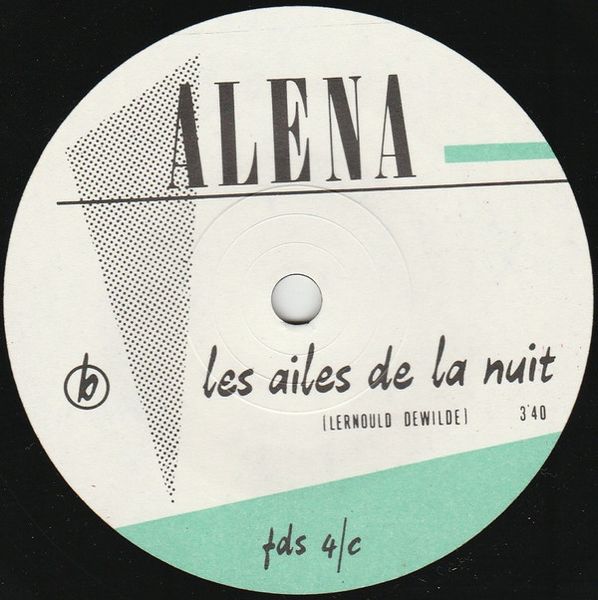 ALENA
b
les ailes de la nuit
(LERNOULD DEWILDE) 3'40
fds 4/c